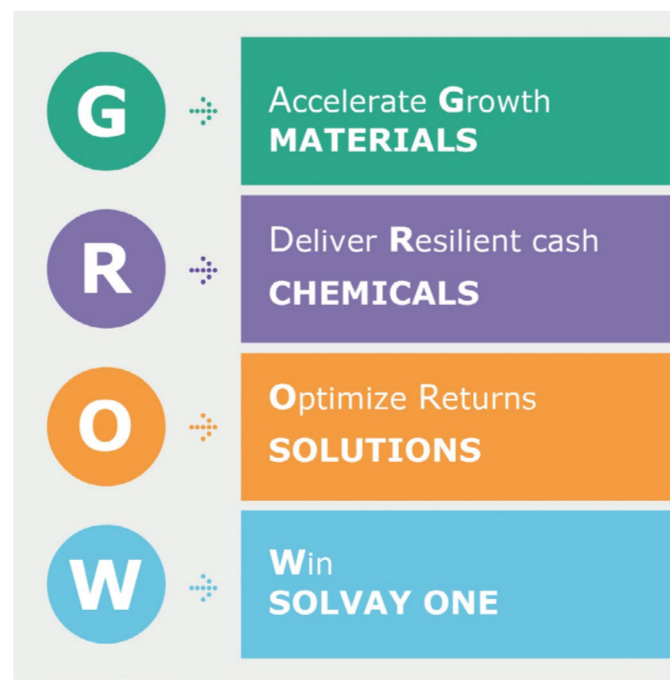 G
Accelerate Growth
MATERIALS
R
Deliver Resilient cash
CHEMICALS
O
Optimize Returns
SOLUTIONS
W
Win
SOLVAY ONE